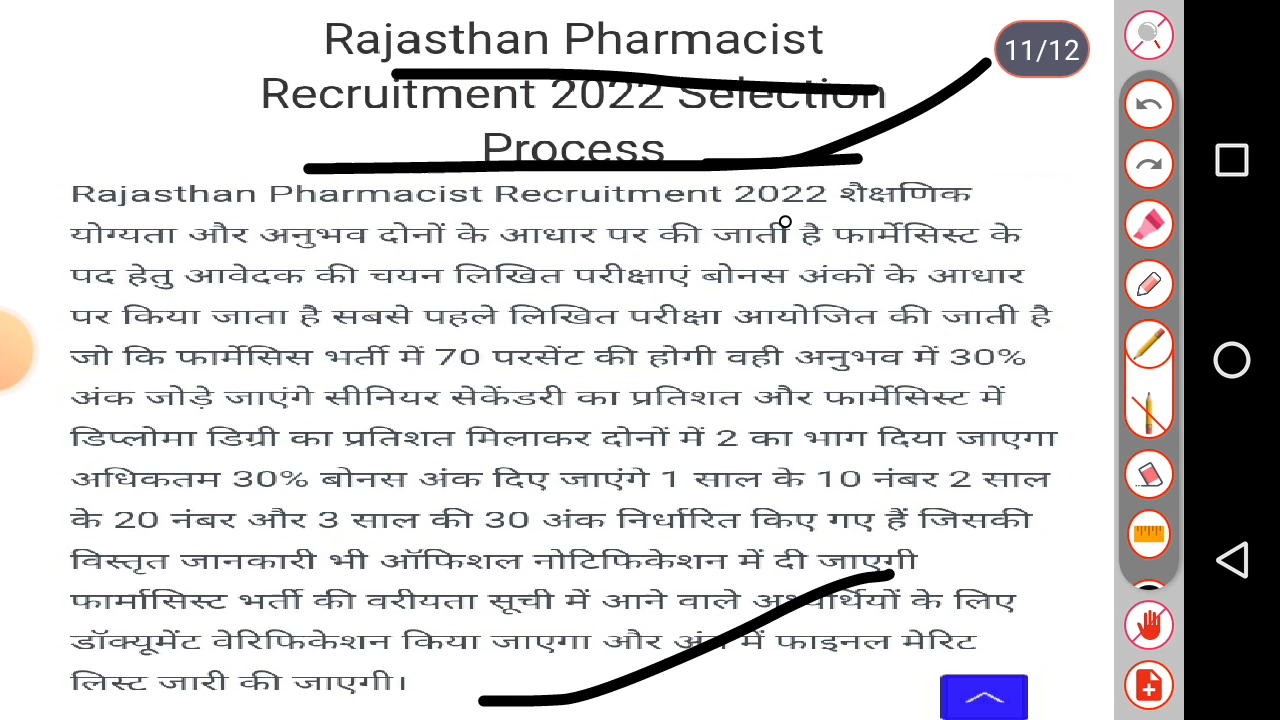 Rajasthan Pharmacist
11/12
Recruitment 2022 Selection
Process
Rajasthan Pharmacist Recruitment 2022 शैक्षणिक
योग्यता और अनुभव दोनों के आधार पर की जाती है फार्मेसिस्ट के
पद हेतु आवेदक की चयन लिखित परीक्षाएं बोनस अंकों के आधार
पर किया जाता है सबसे पहले लिखित परीक्षा आयोजित की जाती है
जो कि फार्मेसिस भर्ती में 70 परसेंट की होगी वही अनुभव में 30%
अंक जोड़े जाएंगे सीनियर सेकेंडरी का प्रतिशत और फार्मेसिस्ट में
डिप्लोमा डिग्री का प्रतिशत मिलाकर दोनों में 2 का भाग दिया जाएगा
अधिकतम 30% बोनस अंक दिए जाएंगे 1 साल के 10 नंबर 2 साल
के 20 नंबर और 3 साल की 30 अंक निर्धारित किए गए हैं जिसकी
विस्तृत जानकारी भी ऑफिशल नोटिफिकेशन में दी जाएगी
फार्मासिस्ट भर्ती की वरीयता सूची में आने वाले अभ्यर्थियों के लिए
डॉक्यूमेंट वेरिफिकेशन किया जाएगा और अंत में फाइनल मेरिट
लिस्ट जारी की जाएगी।